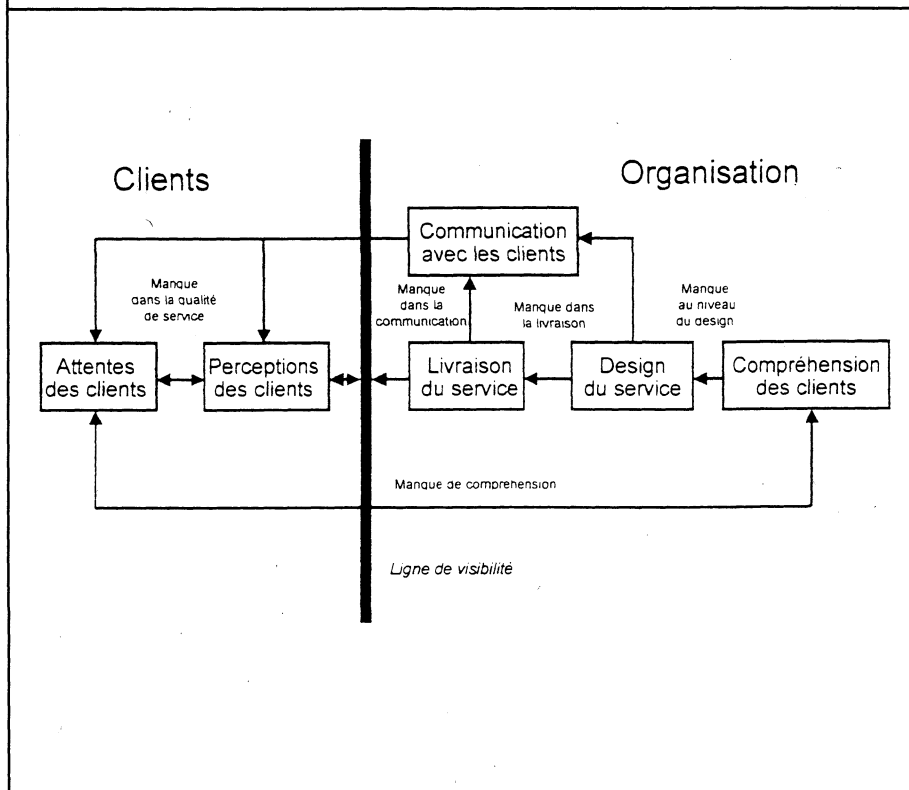 Clients
Organisation
Communication
avec les clients
Manque
dans la qualité
de service
Manque
dans la
communication
Manque dans
la livraison
Manque
au niveau
du design
Attentes
des clients
Perceptions
des clients
Livraison
du service
Design
du service
Compréhension
des clients
Manque de comprehension
Ligne de visibilité